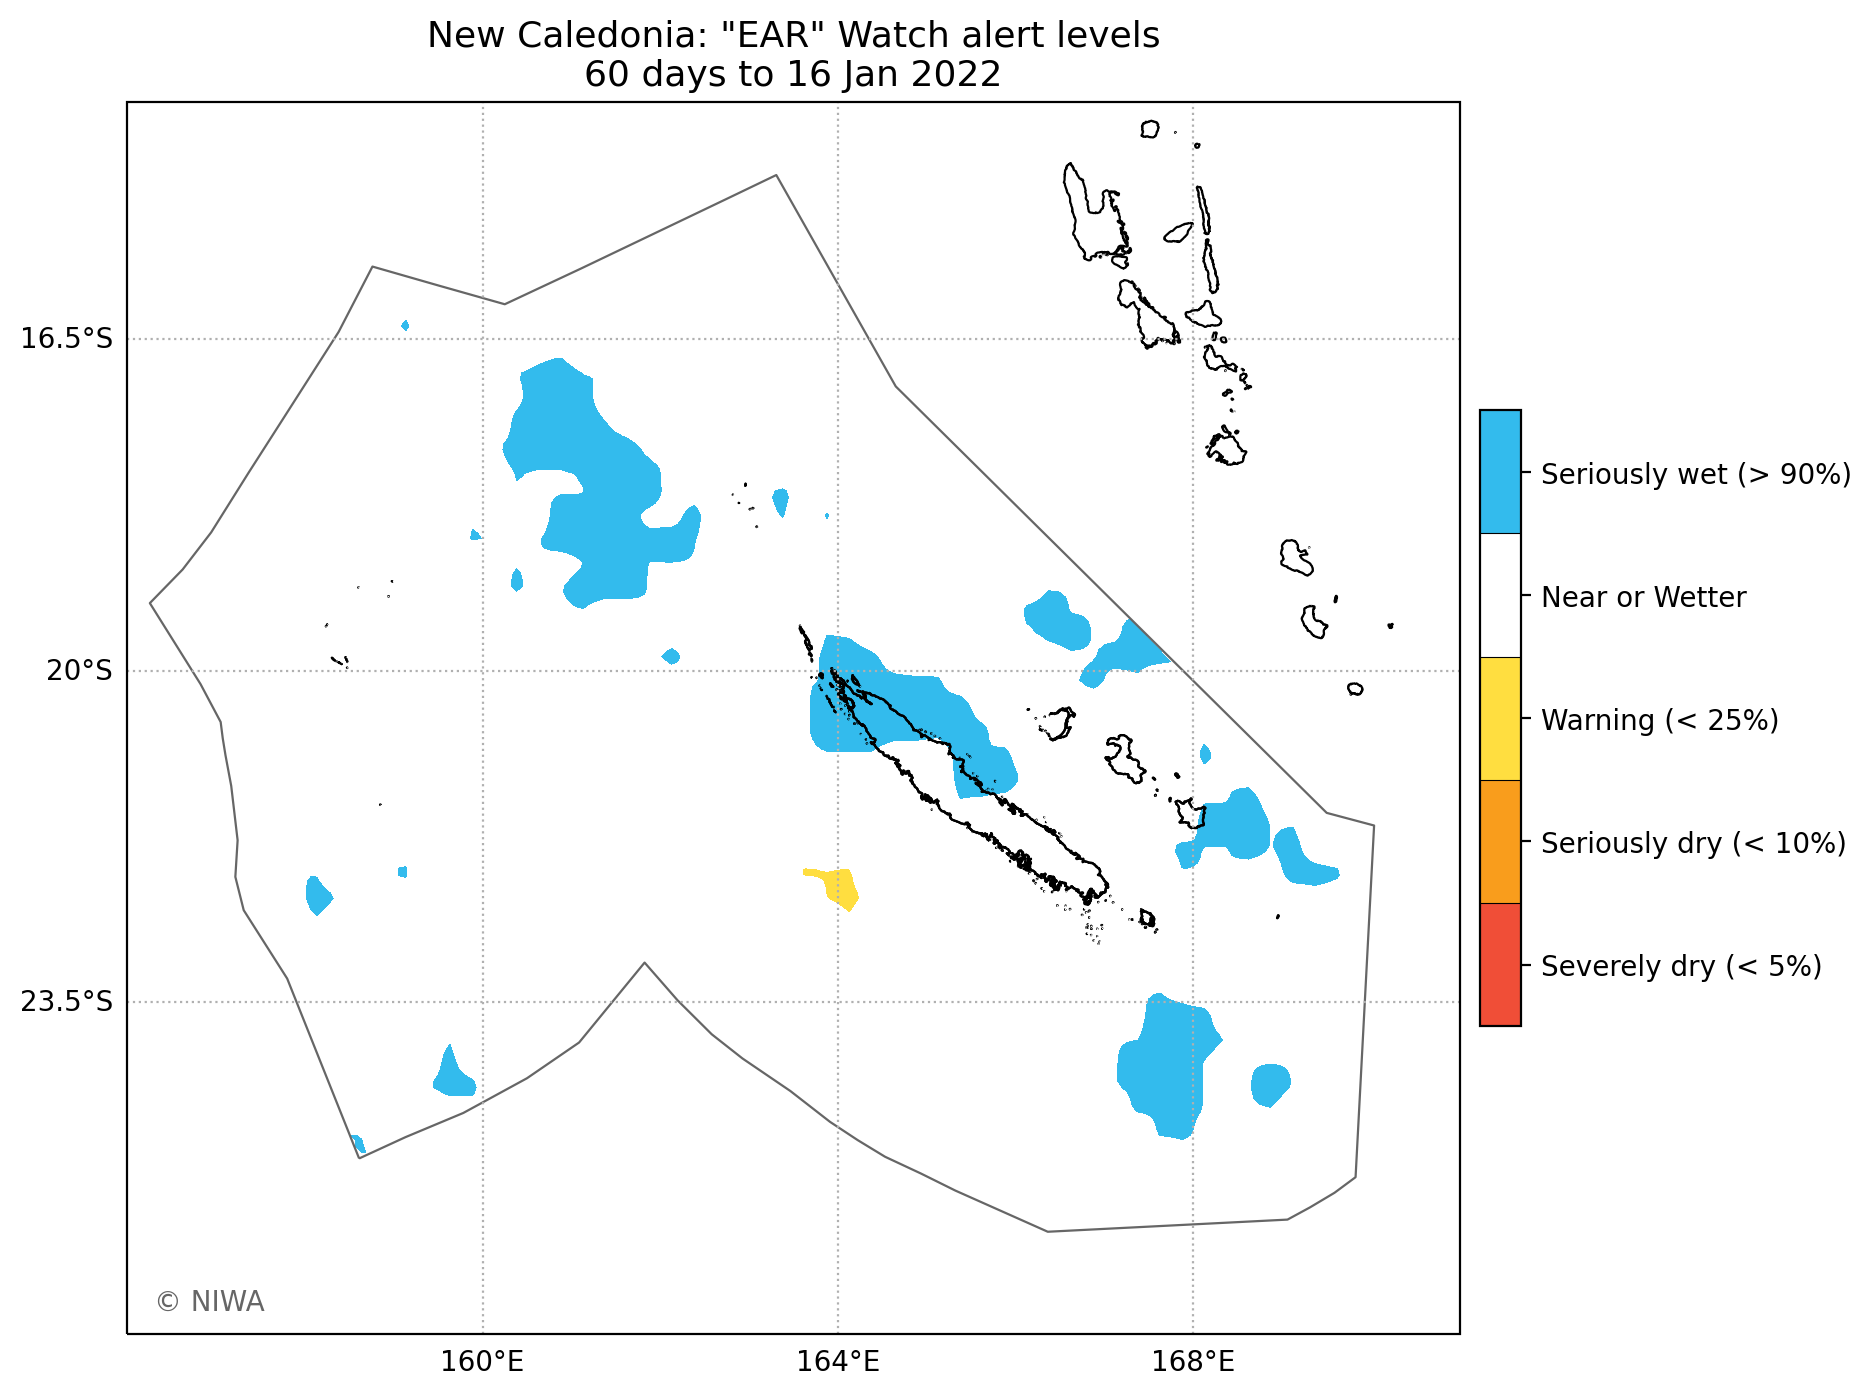 New Caledonia: "EAR" Watch alert levels
60 days to 16 Jan 2022
16.5°S
20°S
23.5°S
160°E
164°E
168°E
Seriously wet (> 90%)
Near or Wetter
Warning (< 25%)
Seriously dry (< 10%)
Severely dry (< 5%)
© NIWA